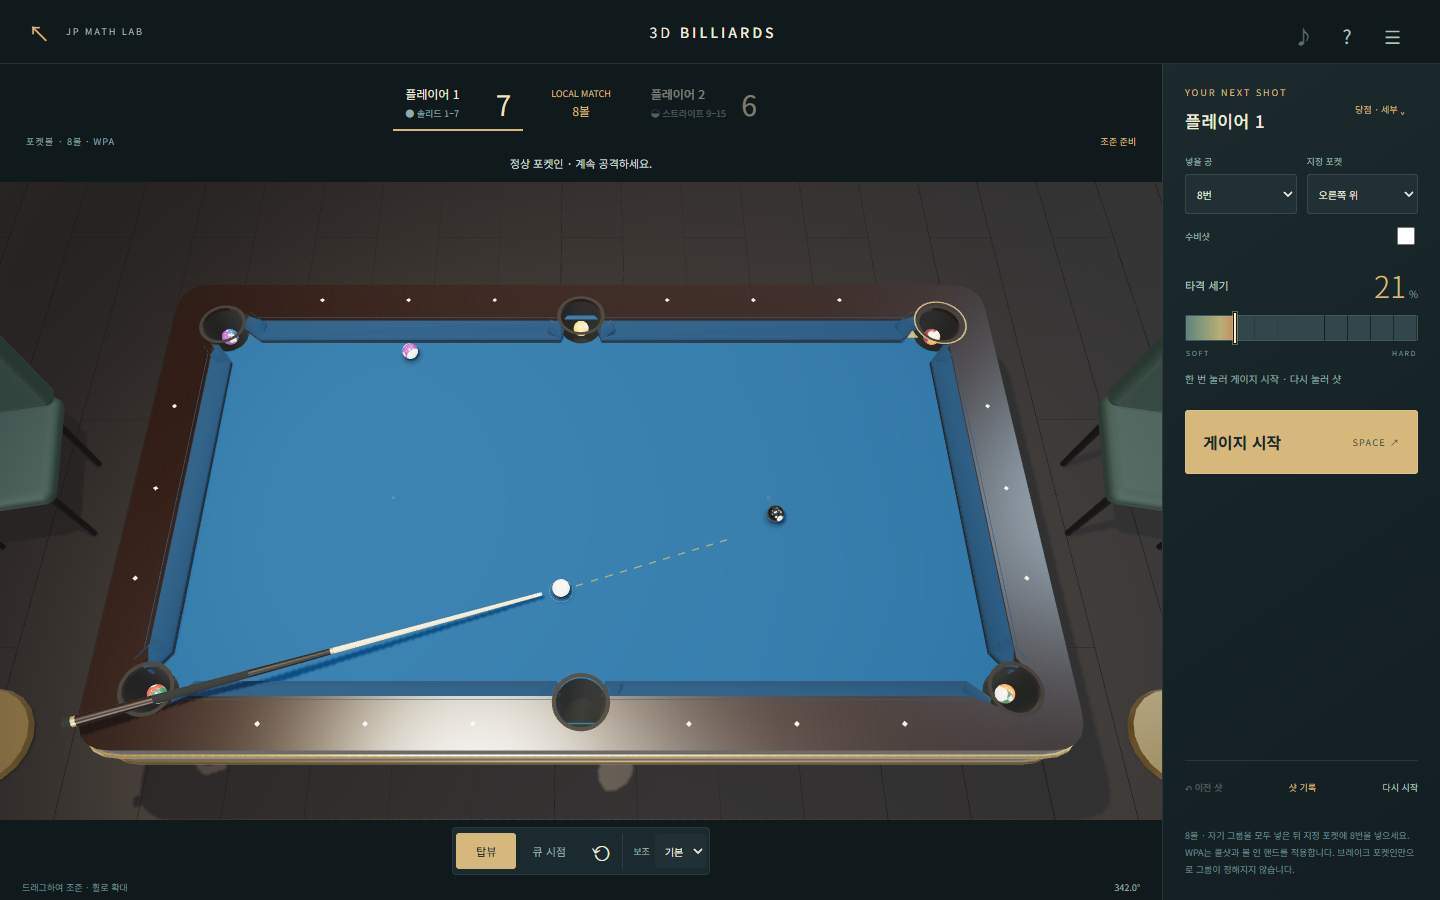 JP MATH LAB
3D BILLIARDS
?
플레이어 1
솔리드 1–7
7
LOCAL MATCH
8볼
플레이어 2
스트라이프 9–15
6
포켓볼 · 8볼 · WPA
조준 준비
정상 포켓인 · 계속 공격하세요.
YOUR NEXT SHOT
플레이어 1
당점 · 세부
넣을 공
지정 포켓
8번
오른쪽 위
수비샷
타격 세기
21 %
SOFT
HARD
한 번 눌러 게이지 시작 · 다시 눌러 샷
게이지 시작
SPACE ↗
이전 샷
샷 기록
다시 시작
8볼 · 자기 그룹을 모두 넣은 뒤 지정 포켓에 8번을 넣으세요.
WPA는 콜샷과 볼 인 핸드를 적용합니다. 브레이크 포켓인만으
로 그룹이 정해지지 않습니다.
탑뷰
큐 시점
보조
기본
드래그하여 조준 · 휠로 확대
342.0°